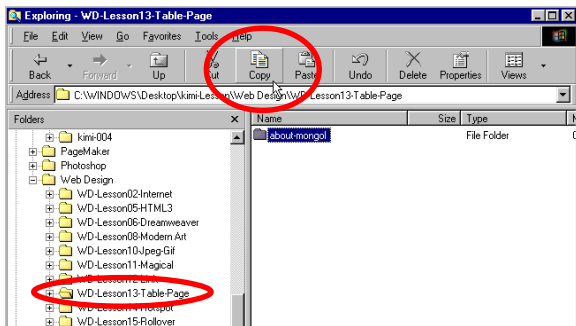 Exploring - WD-Lesson13-Table-Page
File Edit View Go Favorites Tools Help
Back Forward Up Cut Copy Paste Undo Delete Properties Views
Address C:\WINDOWS\Desktop\kimi-Lesson\Web Design\WD-Lesson13-Table-Page
Folders
Name Size Type
kimi-004
PageMaker
Photoshop
Web Design
WD-Lesson02-Internet
WD-Lesson05-HTML3
WD-Lesson06-Dreamweaver
WD-Lesson08-Modern Art
WD-Lesson10-Jpeg-Gif
WD-Lesson11-Magical
WD-Lesson13-Table-Page
WD-Lesson15-Rollover
about-mongol File Folder